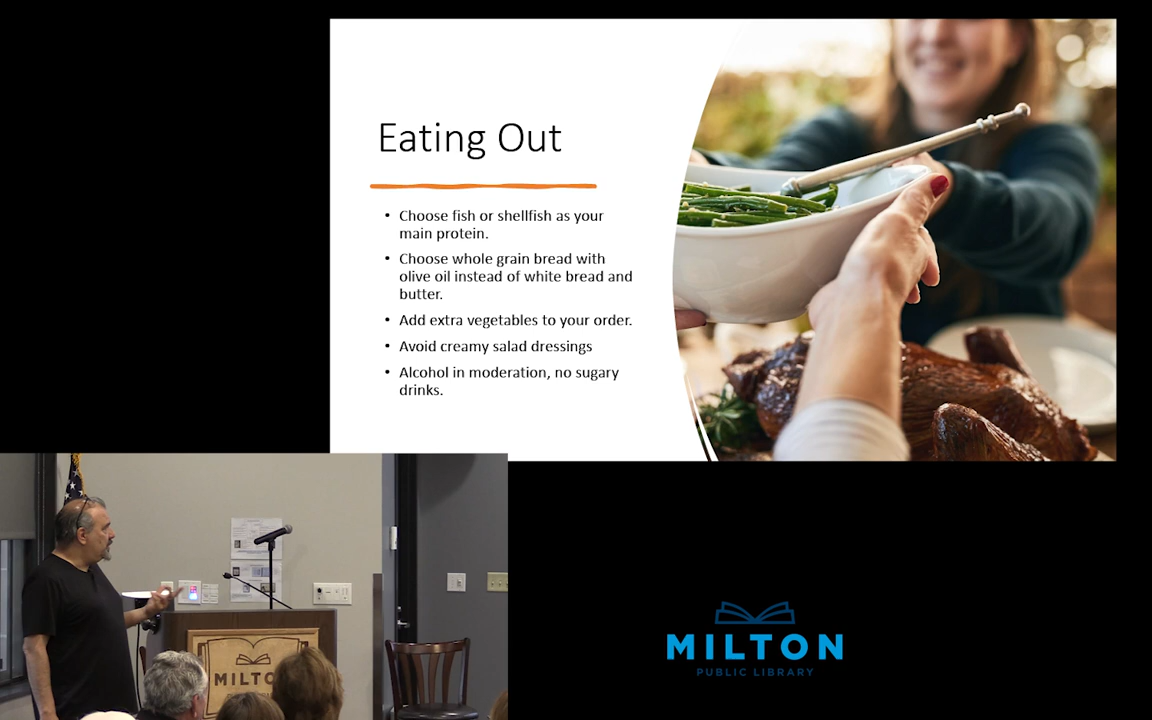 Eating Out
• Choose fish or shellfish as your
main protein.
• Choose whole grain bread with
olive oil instead of white bread and
butter.
• Add extra vegetables to your order.
• Avoid creamy salad dressings
• Alcohol in moderation, no sugary
drinks.
MILTO
MILTON
PUBLIC LIBRARY